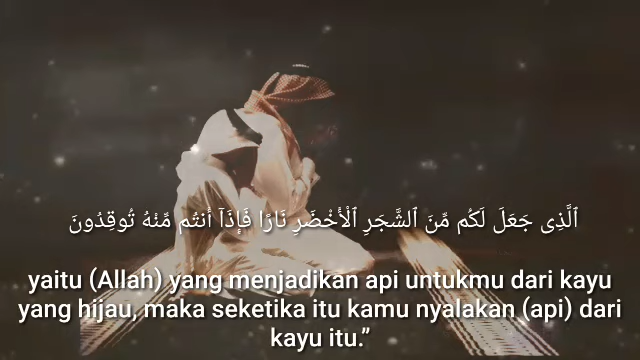 ٱلَّذِى جَعَلَ لَكُم مِّنَ ٱلشَّجَرِ ٱلْأَخْضَرِ نَارًا فَإِذَآ أَنتُم مِّنْهُ تُوقِدُونَ
yaitu (Allah) yang menjadikan api untukmu dari kayu
yang hijau, maka seketika itu kamu nyalakan (api) dari
kayu itu.”